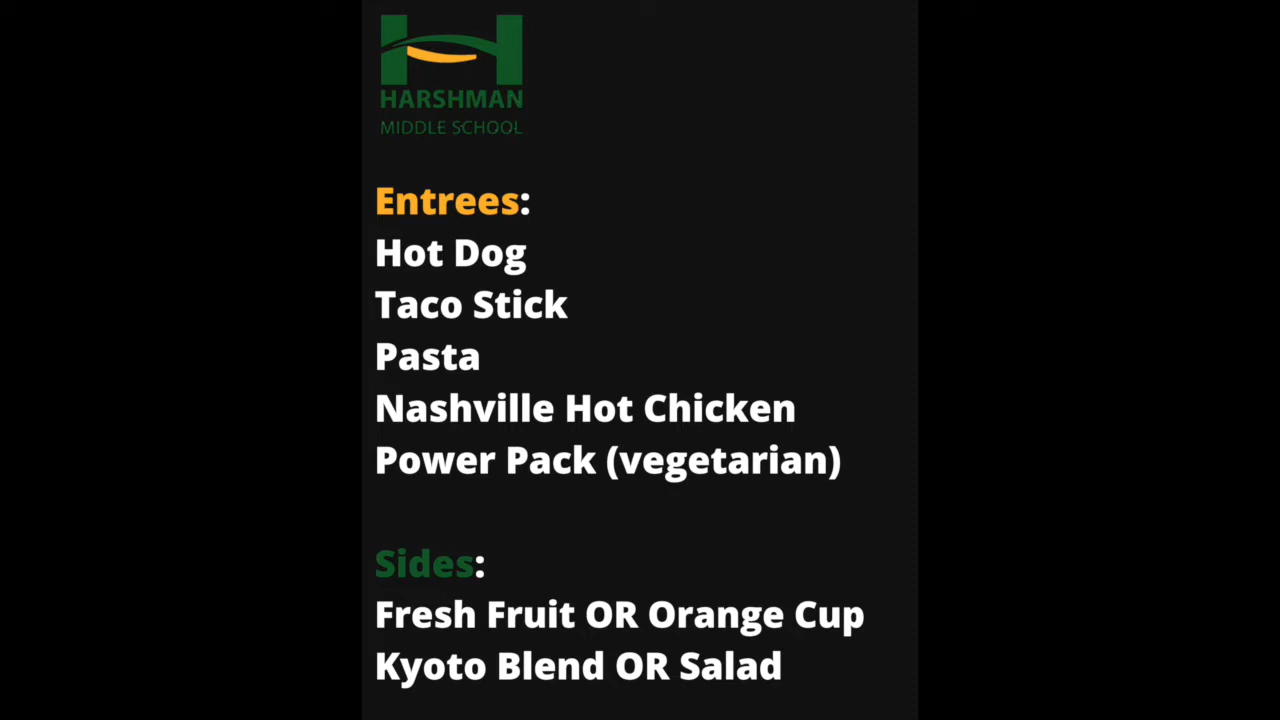 HARSHMAN
MIDDLE SCHOOL
Entrees:
Hot Dog
Taco Stick
Pasta
Nashville Hot Chicken
Power Pack (vegetarian)
Sides:
Fresh Fruit OR Orange Cup
Kyoto Blend OR Salad